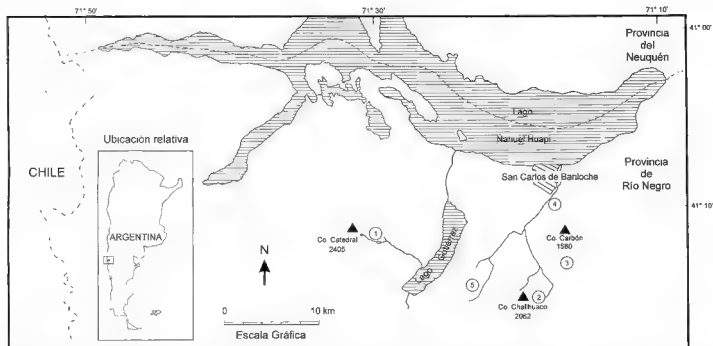 71° 50'
71° 30'
71° 10'
41° 00'
Provincia
del
Neuquén
Lago
Nahuel Huapi
Ubicación relativa
CHILE
San Carlos de Bariloche
Provincia
de
Río Negro
41° 10'
ARGENTINA
Co. Catedral
2405
1
N
Lago Gutiérrez
4
Co. Carbón
1680
3
5
2
Co. Challhuaco
2062
0
10 km
Escala Gráfica